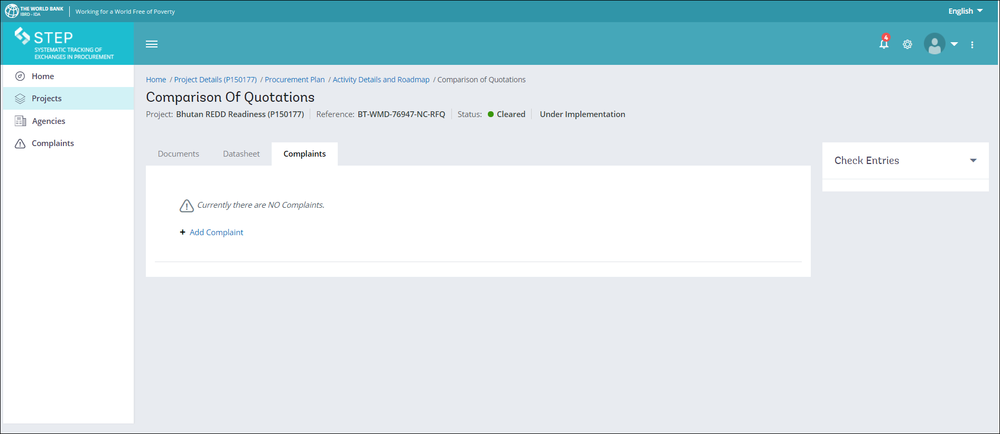 THE WORLD BANK
IBRD - IDA
Working for a World Free of Poverty
English
STEP
SYSTEMATIC TRACKING OF
EXCHANGES IN PROCUREMENT
4
Home
Projects
Agencies
Complaints
Home / Project Details (P150177) / Procurement Plan / Activity Details and Roadmap / Comparison of Quotations
Comparison Of Quotations
Project: Bhutan REDD Readiness (P150177) Reference: BT-WMD-76947-NC-RFQ Status: Cleared Under Implementation
Documents Datasheet Complaints
Check Entries
Currently there are NO Complaints.
+ Add Complaint